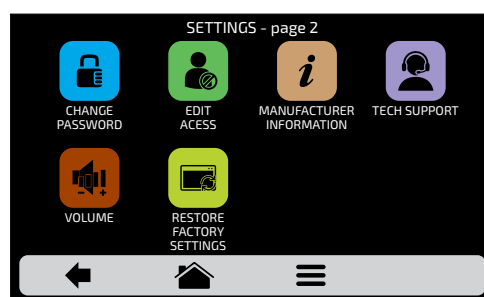 SETTINGS - page 2
CHANGE
PASSWORD
EDIT
ACESS
MANUFACTURER
INFORMATION
TECH SUPPORT
VOLUME
RESTORE
FACTORY
SETTINGS